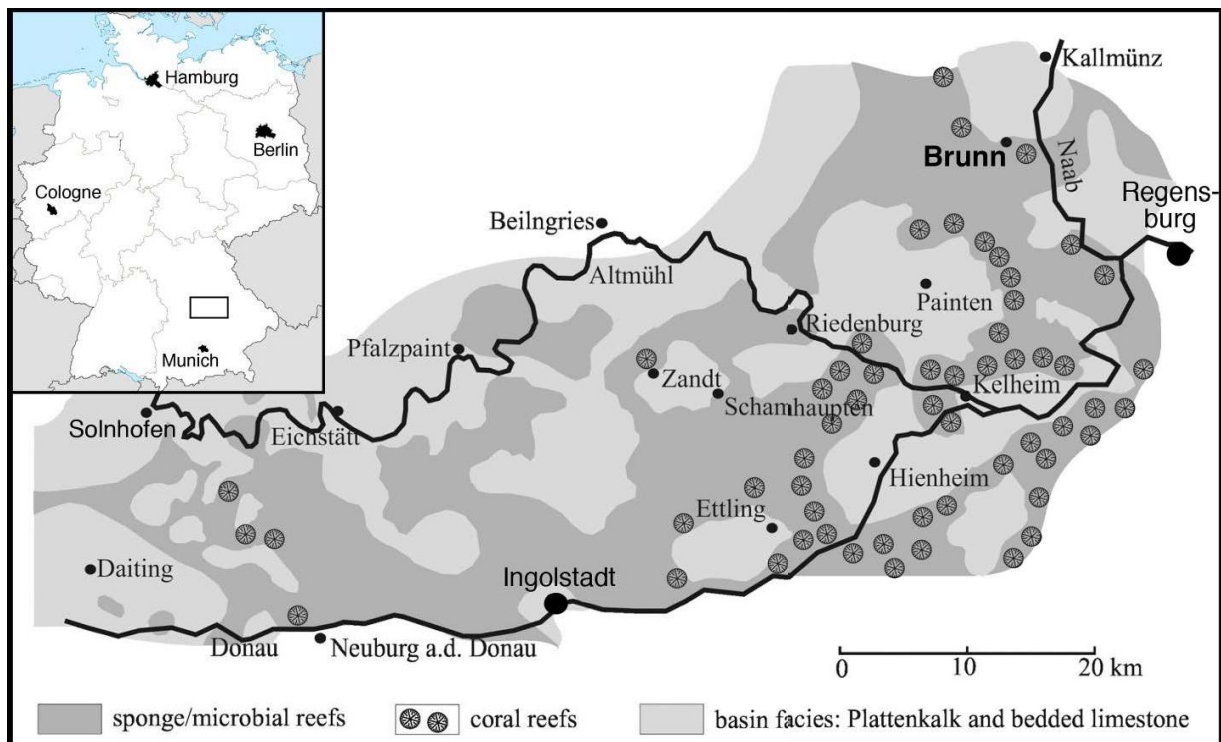 Hamburg
Berlin
Cologne
Munich
Kallmünz
Brunn
Naab
Regens-
burg
Beilngries
Altmühl
Painten
Riedenburg
Pfalzpaint
Zandt
Kelheim
Schamhaupten
Solnhofen
Eichstätt
Hienheim
Ettling
Daiting
Ingolstadt
Donau
Neuburg a.d. Donau
0 10 20 km
sponge/microbial reefs
coral reefs
basin facies: Plattenkalk and bedded limestone